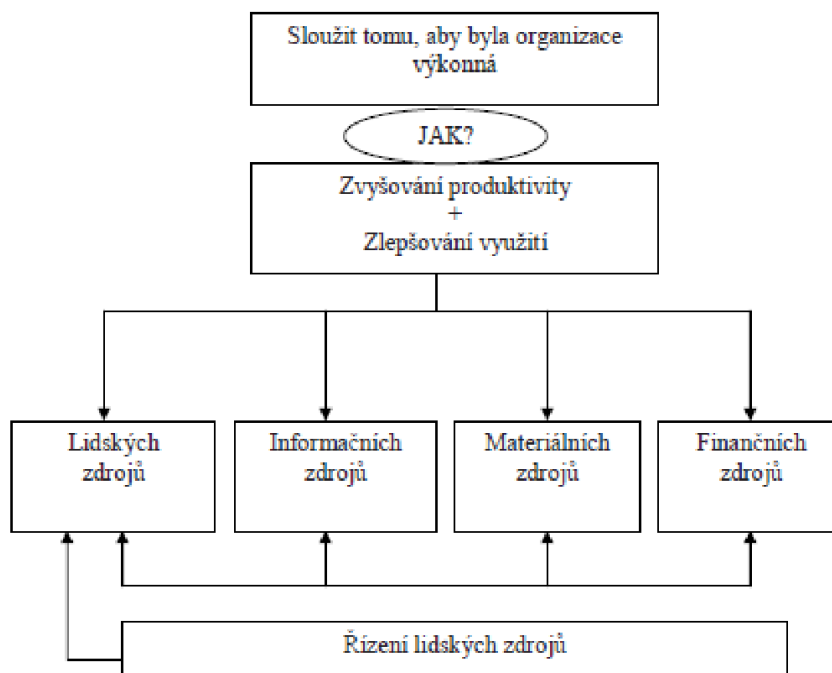 Sloužit tomu, aby byla organizace
výkonná
JAK?
Zvyšování produktivity
+
Zlepšování využití
Lidských
zdrojů
Informačních
zdrojů
Materiálních
zdrojů
Finančních
zdrojů
Řízení lidských zdrojů